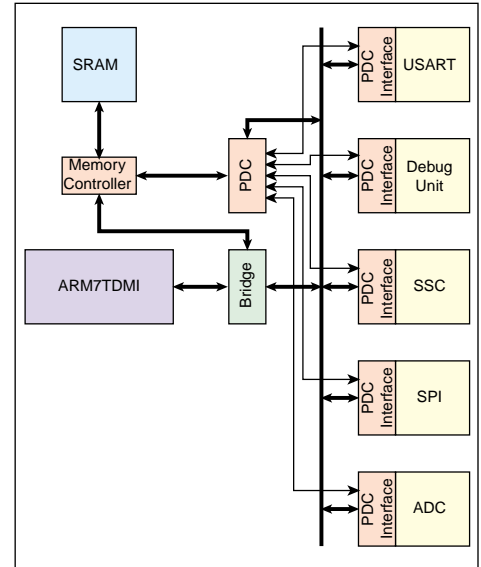 SRAM
PDC
Interface
USART
Memory
Controller
PDC
PDC
Interface
Debug
Unit
ARM7TDMI
Bridge
PDC
Interface
SSC
PDC
Interface
SPI
PDC
Interface
ADC